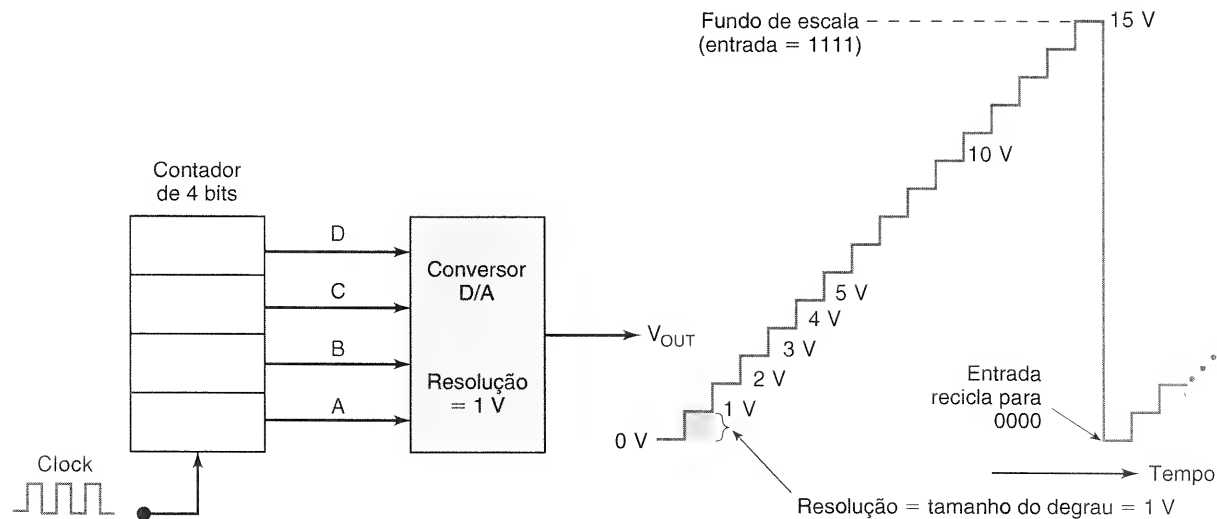 Fundo de escala
(entrada = 1111)
15 V
10 V
Contador
de 4 bits
D
C
B
A
Conversor
D/A
Resolução
= 1 V
V_OUT
5 V
4 V
3 V
2 V
1 V
0 V
Entrada
recicla para
0000
Clock
Tempo
Resolução = tamanho do degrau = 1 V